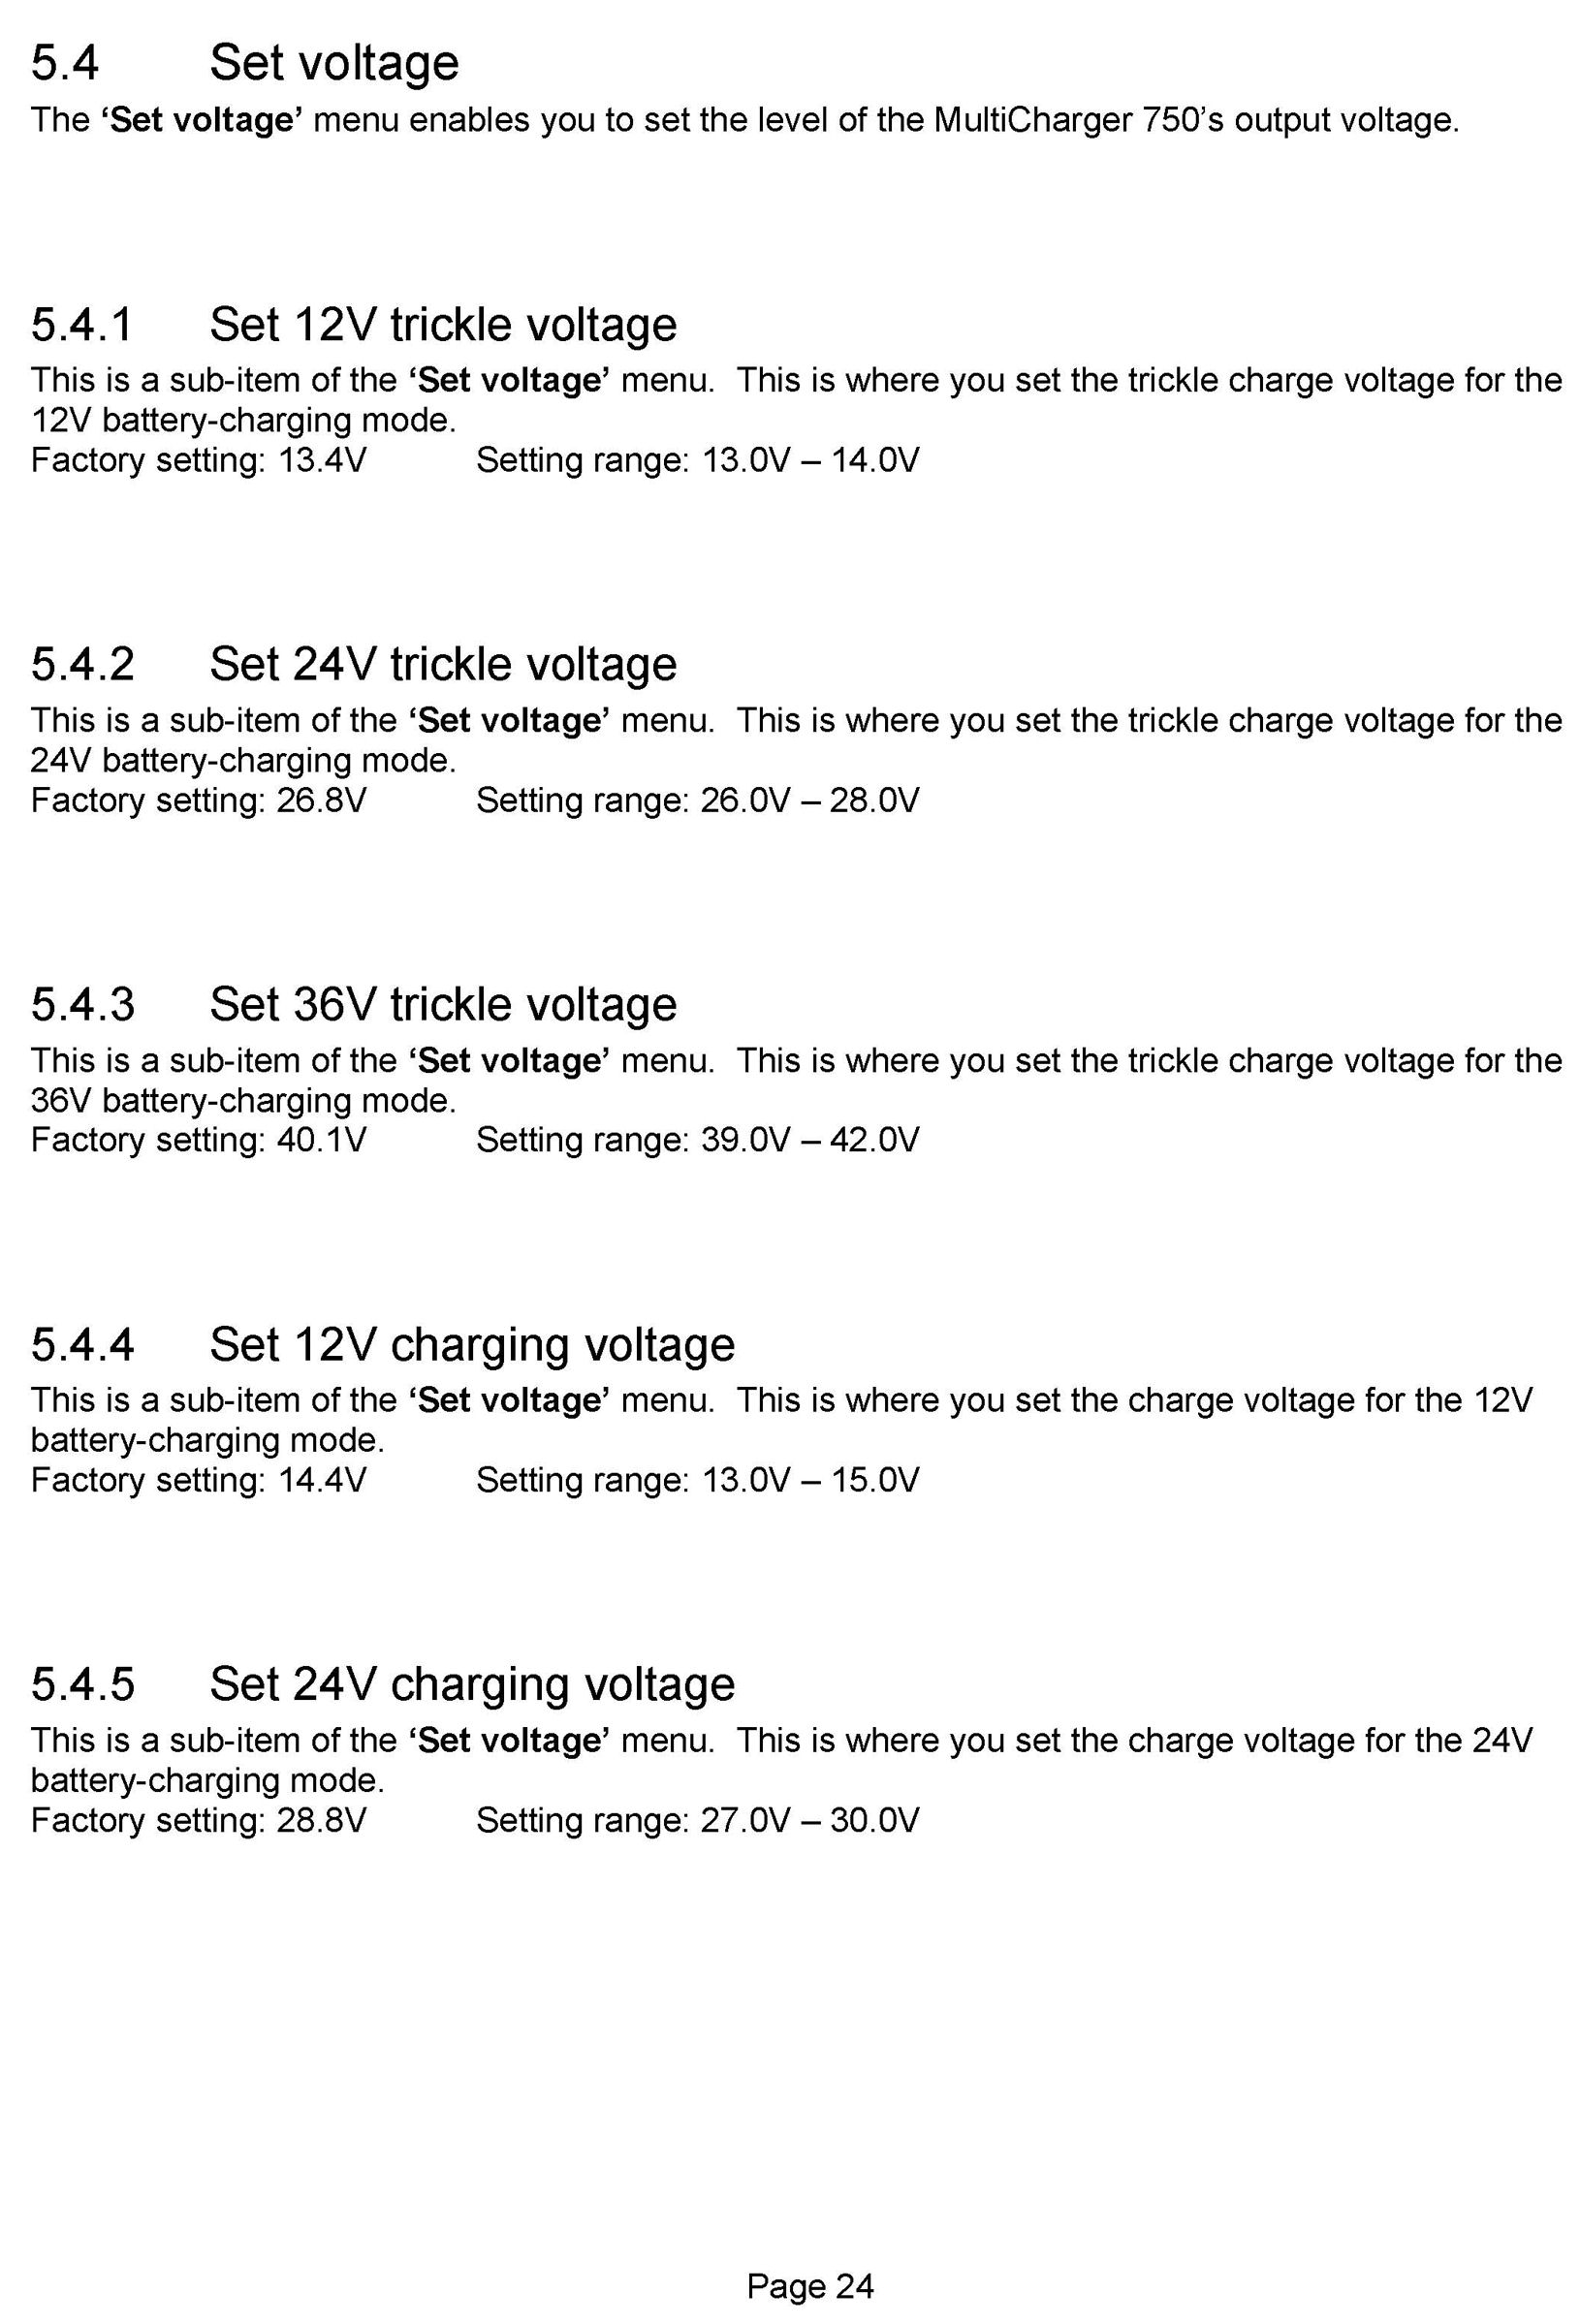 5.4 Set voltage
The ‘Set voltage’ menu enables you to set the level of the MultiCharger 750’s output voltage.
5.4.1 Set 12V trickle voltage
This is a sub-item of the ‘Set voltage’ menu.  This is where you set the trickle charge voltage for the
12V battery-charging mode.
Factory setting: 13.4V Setting range: 13.0V – 14.0V
5.4.2 Set 24V trickle voltage
This is a sub-item of the ‘Set voltage’ menu.  This is where you set the trickle charge voltage for the
24V battery-charging mode.
Factory setting: 26.8V Setting range: 26.0V – 28.0V
5.4.3 Set 36V trickle voltage
This is a sub-item of the ‘Set voltage’ menu.  This is where you set the trickle charge voltage for the
36V battery-charging mode.
Factory setting: 40.1V Setting range: 39.0V – 42.0V
5.4.4 Set 12V charging voltage
This is a sub-item of the ‘Set voltage’ menu.  This is where you set the charge voltage for the 12V
battery-charging mode.
Factory setting: 14.4V Setting range: 13.0V – 15.0V
5.4.5 Set 24V charging voltage
This is a sub-item of the ‘Set voltage’ menu.  This is where you set the charge voltage for the 24V
battery-charging mode.
Factory setting: 28.8V Setting range: 27.0V – 30.0V
Page 24